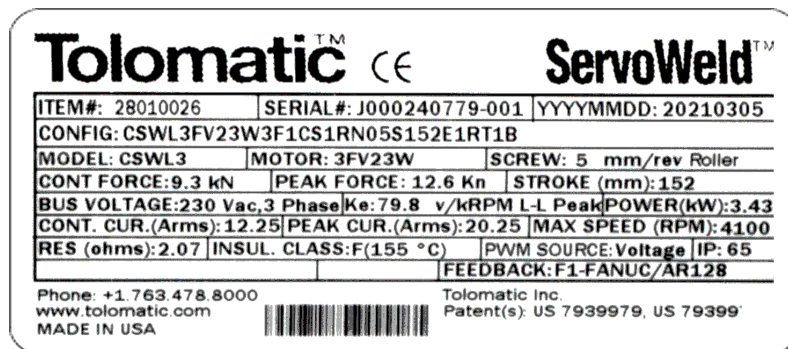 Tolomatic™ CE ServoWeld™
ITEM#: 28010026 SERIAL#: J000240779-001 YYYYMMDD: 20210305
CONFIG: CSWL3FV23W3F1CS1RN05S152E1RT1B
MODEL: CSWL3 MOTOR: 3FV23W SCREW: 5 mm/rev Roller
CONT FORCE:9.3 kN PEAK FORCE: 12.6 Kn STROKE (mm):152
BUS VOLTAGE:230 Vac,3 Phase Ke:79.8 v/kRPM L-L Peak POWER(kW):3.43
CONT. CUR.(Arms):12.25 PEAK CUR.(Arms):20.25 MAX SPEED (RPM):4100
RES (ohms):2.07 INSUL. CLASS:F(155 °C) PWM SOURCE:Voltage IP: 65
FEEDBACK:F1-FANUC/AR128
Phone: +1.763.478.8000 Tolomatic Inc.
www.tolomatic.com Patent(s): US 7939979, US 79399
MADE IN USA